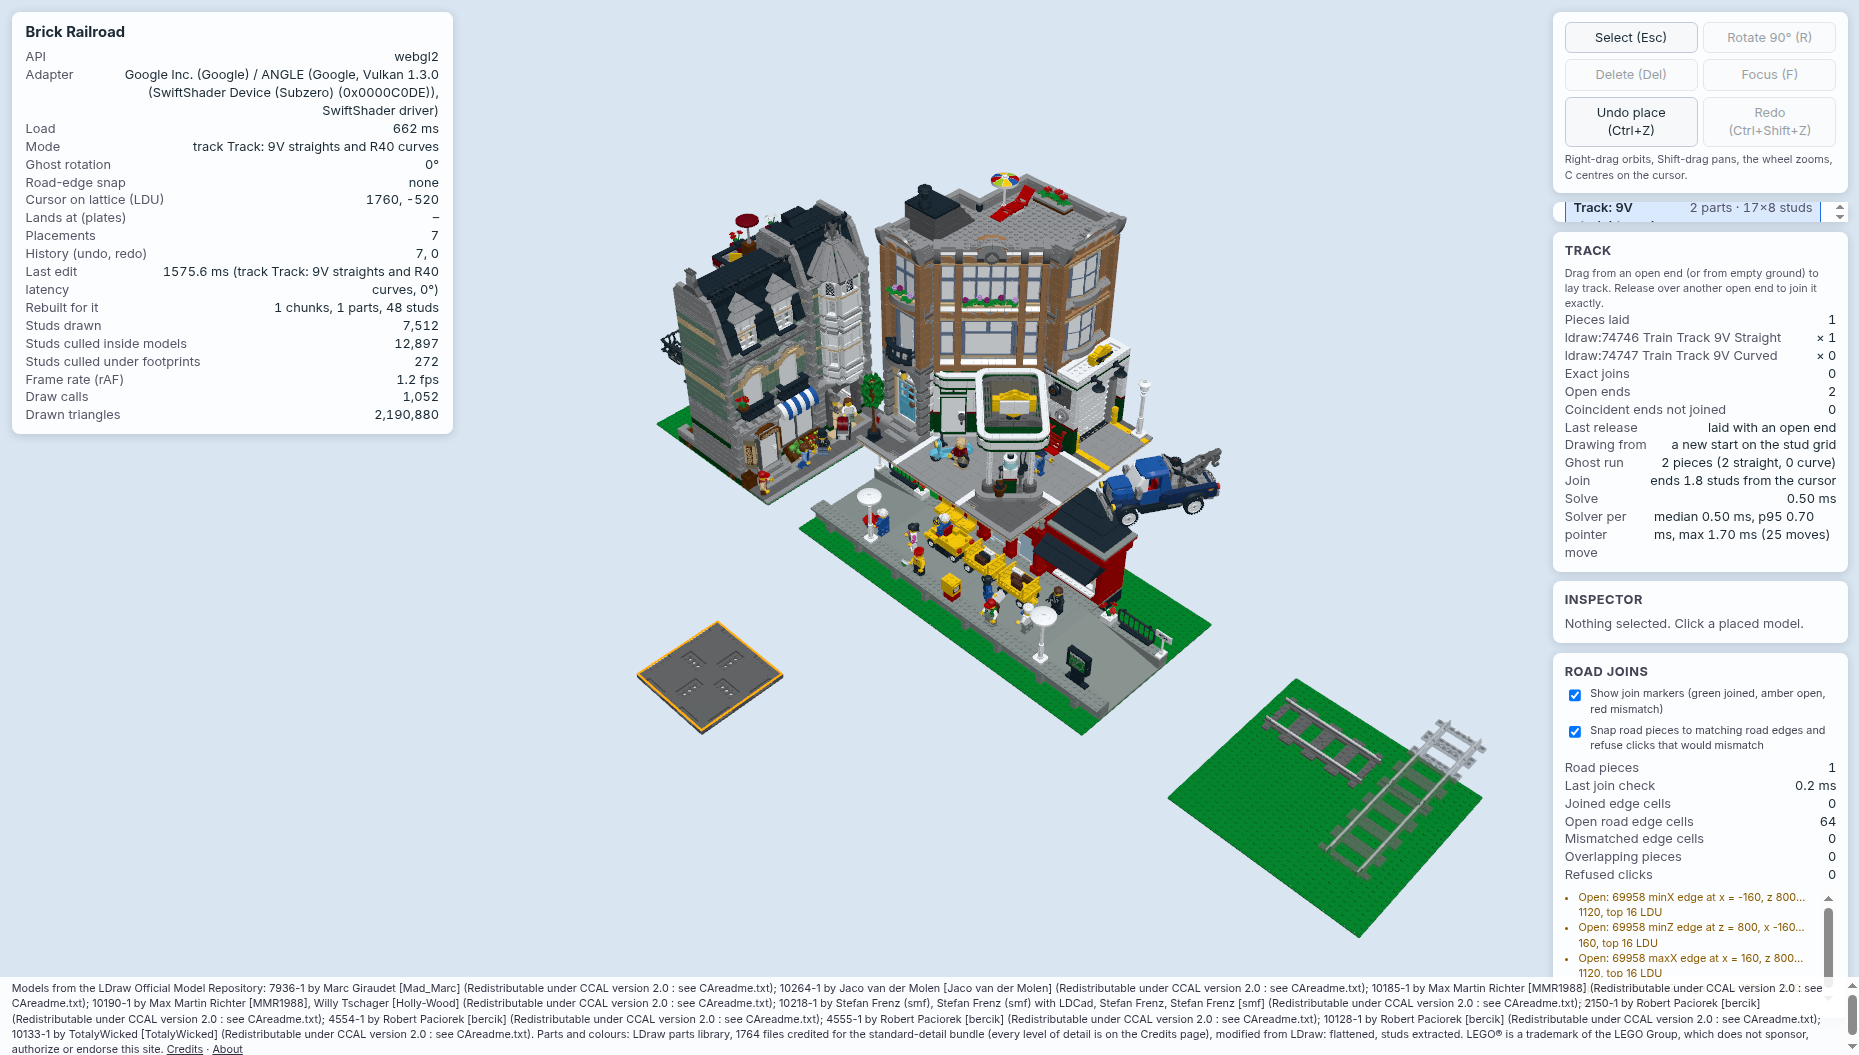 Brick Railroad
API webgl2
Adapter Google Inc. (Google) / ANGLE (Google, Vulkan 1.3.0
(SwiftShader Device (Subzero) (0x0000C0DE)),
SwiftShader driver)
Load 662 ms
Mode track Track: 9V straights and R40 curves
Ghost rotation 0°
Road-edge snap none
Cursor on lattice (LDU) 1760, -520
Lands at (plates) –
Placements 7
History (undo, redo) 7, 0
Last edit 1575.6 ms (track Track: 9V straights and R40
latency curves, 0°)
Rebuilt for it 1 chunks, 1 parts, 48 studs
Studs drawn 7,512
Studs culled inside models 12,897
Studs culled under footprints 272
Frame rate (rAF) 1.2 fps
Draw calls 1,052
Drawn triangles 2,190,880
Select (Esc) Rotate 90° (R)
Delete (Del) Focus (F)
Undo place (Ctrl+Z) Redo (Ctrl+Shift+Z)
Right-drag orbits, Shift-drag pans, the wheel zooms,
C centres on the cursor.
Track: 9V 2 parts · 17×8 studs
TRACK
Drag from an open end (or from empty ground) to
lay track. Release over another open end to join it
exactly.
Pieces laid 1
ldraw:74746 Train Track 9V Straight × 1
ldraw:74747 Train Track 9V Curved × 0
Exact joins 0
Open ends 2
Coincident ends not joined 0
Last release laid with an open end
Drawing from a new start on the stud grid
Ghost run 2 pieces (2 straight, 0 curve)
Join ends 1.8 studs from the cursor
Solve 0.50 ms
Solver per median 0.50 ms, p95 0.70
pointer ms, max 1.70 ms (25 moves)
move
INSPECTOR
Nothing selected. Click a placed model.
ROAD JOINS
Show join markers (green joined, amber open,
red mismatch)
Snap road pieces to matching road edges and
refuse clicks that would mismatch
Road pieces 1
Last join check 0.2 ms
Joined edge cells 0
Open road edge cells 64
Mismatched edge cells 0
Overlapping pieces 0
Refused clicks 0
Open: 69958 minX edge at x = -160, z 800…
1120, top 16 LDU
Open: 69958 minZ edge at z = 800, x -160…
160, top 16 LDU
Open: 69958 maxX edge at x = 160, z 800…
1120, top 16 LDU
Models from the LDraw Official Model Repository: 7936-1 by Marc Giraudet [Mad_Marc] (Redistributable under CCAL version 2.0 : see CAreadme.txt); 10264-1 by Jaco van der Molen [Jaco van der Molen] (Redistributable under CCAL version 2.0 : see CAreadme.txt); 10185-1 by Max Martin Richter [MMR1988] (Redistributable under CCAL version 2.0 : see
CAreadme.txt); 10190-1 by Max Martin Richter [MMR1988], Willy Tschager [Holly-Wood] (Redistributable under CCAL version 2.0 : see CAreadme.txt); 10218-1 by Stefan Frenz (smf), Stefan Frenz (smf) with LDCad, Stefan Frenz, Stefan Frenz [smf] (Redistributable under CCAL version 2.0 : see CAreadme.txt); 2150-1 by Robert Paciorek [bercik]
(Redistributable under CCAL version 2.0 : see CAreadme.txt); 4554-1 by Robert Paciorek [bercik] (Redistributable under CCAL version 2.0 : see CAreadme.txt); 4555-1 by Robert Paciorek [bercik] (Redistributable under CCAL version 2.0 : see CAreadme.txt); 10128-1 by Robert Paciorek [bercik] (Redistributable under CCAL version 2.0 : see CAreadme.txt);
10133-1 by TotalyWicked [TotalyWicked] (Redistributable under CCAL version 2.0 : see CAreadme.txt). Parts and colours: LDraw parts library, 1764 files credited for the standard-detail bundle (every level of detail is on the Credits page), modified from LDraw: flattened, studs extracted. LEGO® is a trademark of the LEGO Group, which does not sponsor,
authorize or endorse this site. Credits · About